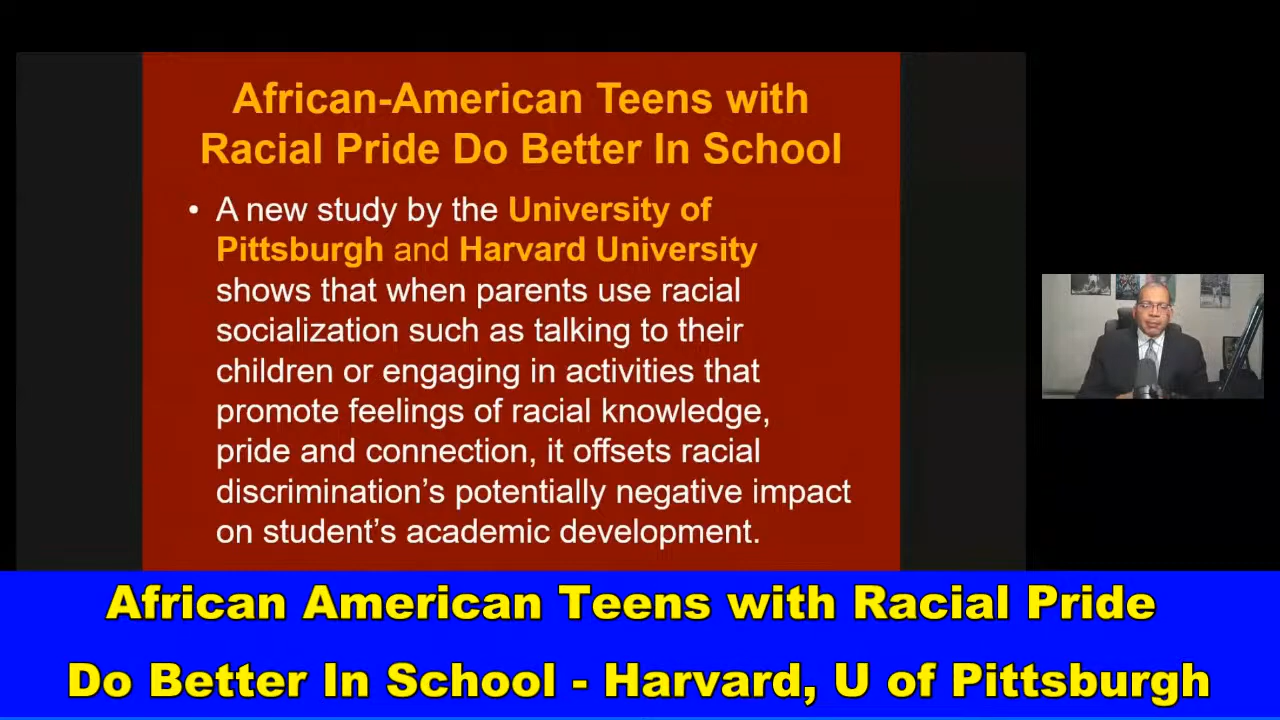 African-American Teens with
Racial Pride Do Better In School
• A new study by the University of
Pittsburgh and Harvard University
shows that when parents use racial
socialization such as talking to their
children or engaging in activities that
promote feelings of racial knowledge,
pride and connection, it offsets racial
discrimination’s potentially negative impact
on student’s academic development.
African American Teens with Racial Pride
Do Better In School - Harvard, U of Pittsburgh